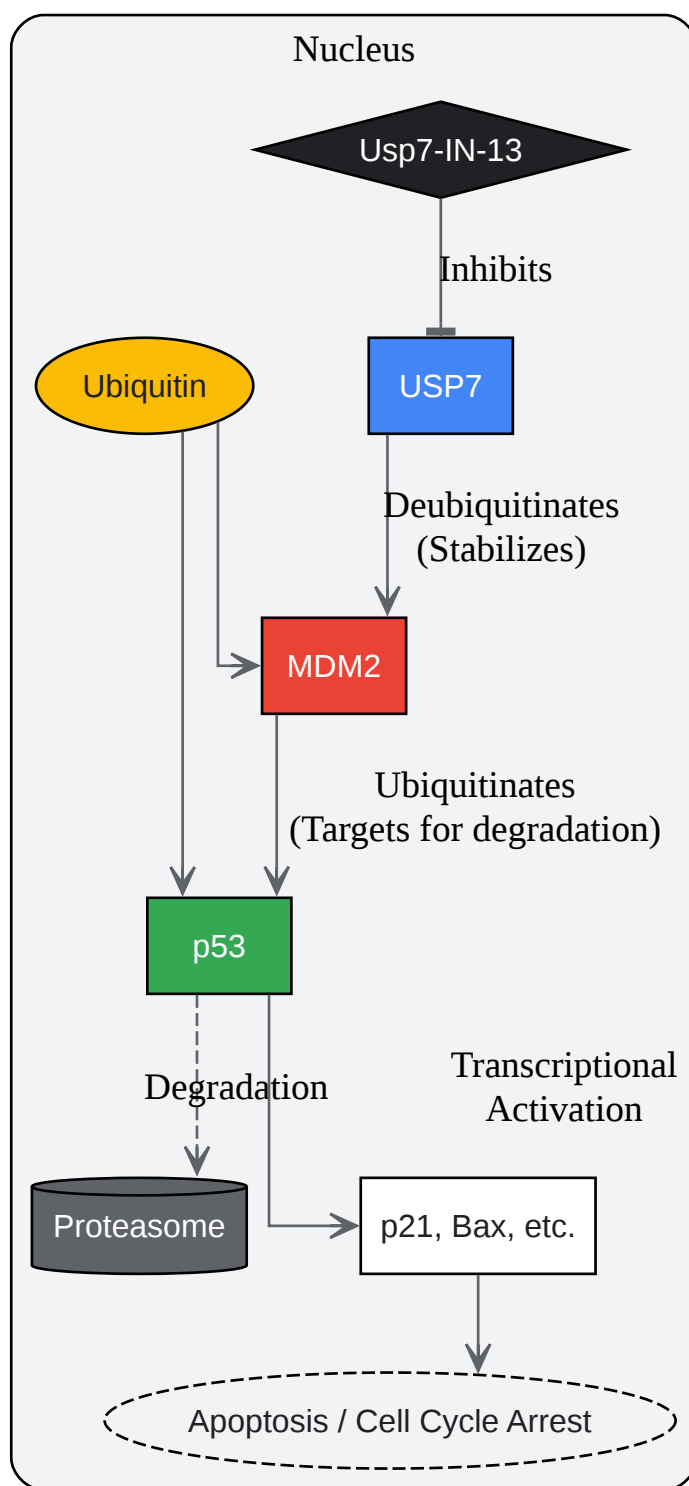 Nucleus
Usp7-IN-13
Inhibits
Ubiquitin
USP7
Deubiquitinates
(Stabilizes)
MDM2
Ubiquitinates
(Targets for degradation)
p53
Transcriptional
Activation
Degradation
Proteasome
p21, Bax, etc.
Apoptosis / Cell Cycle Arrest